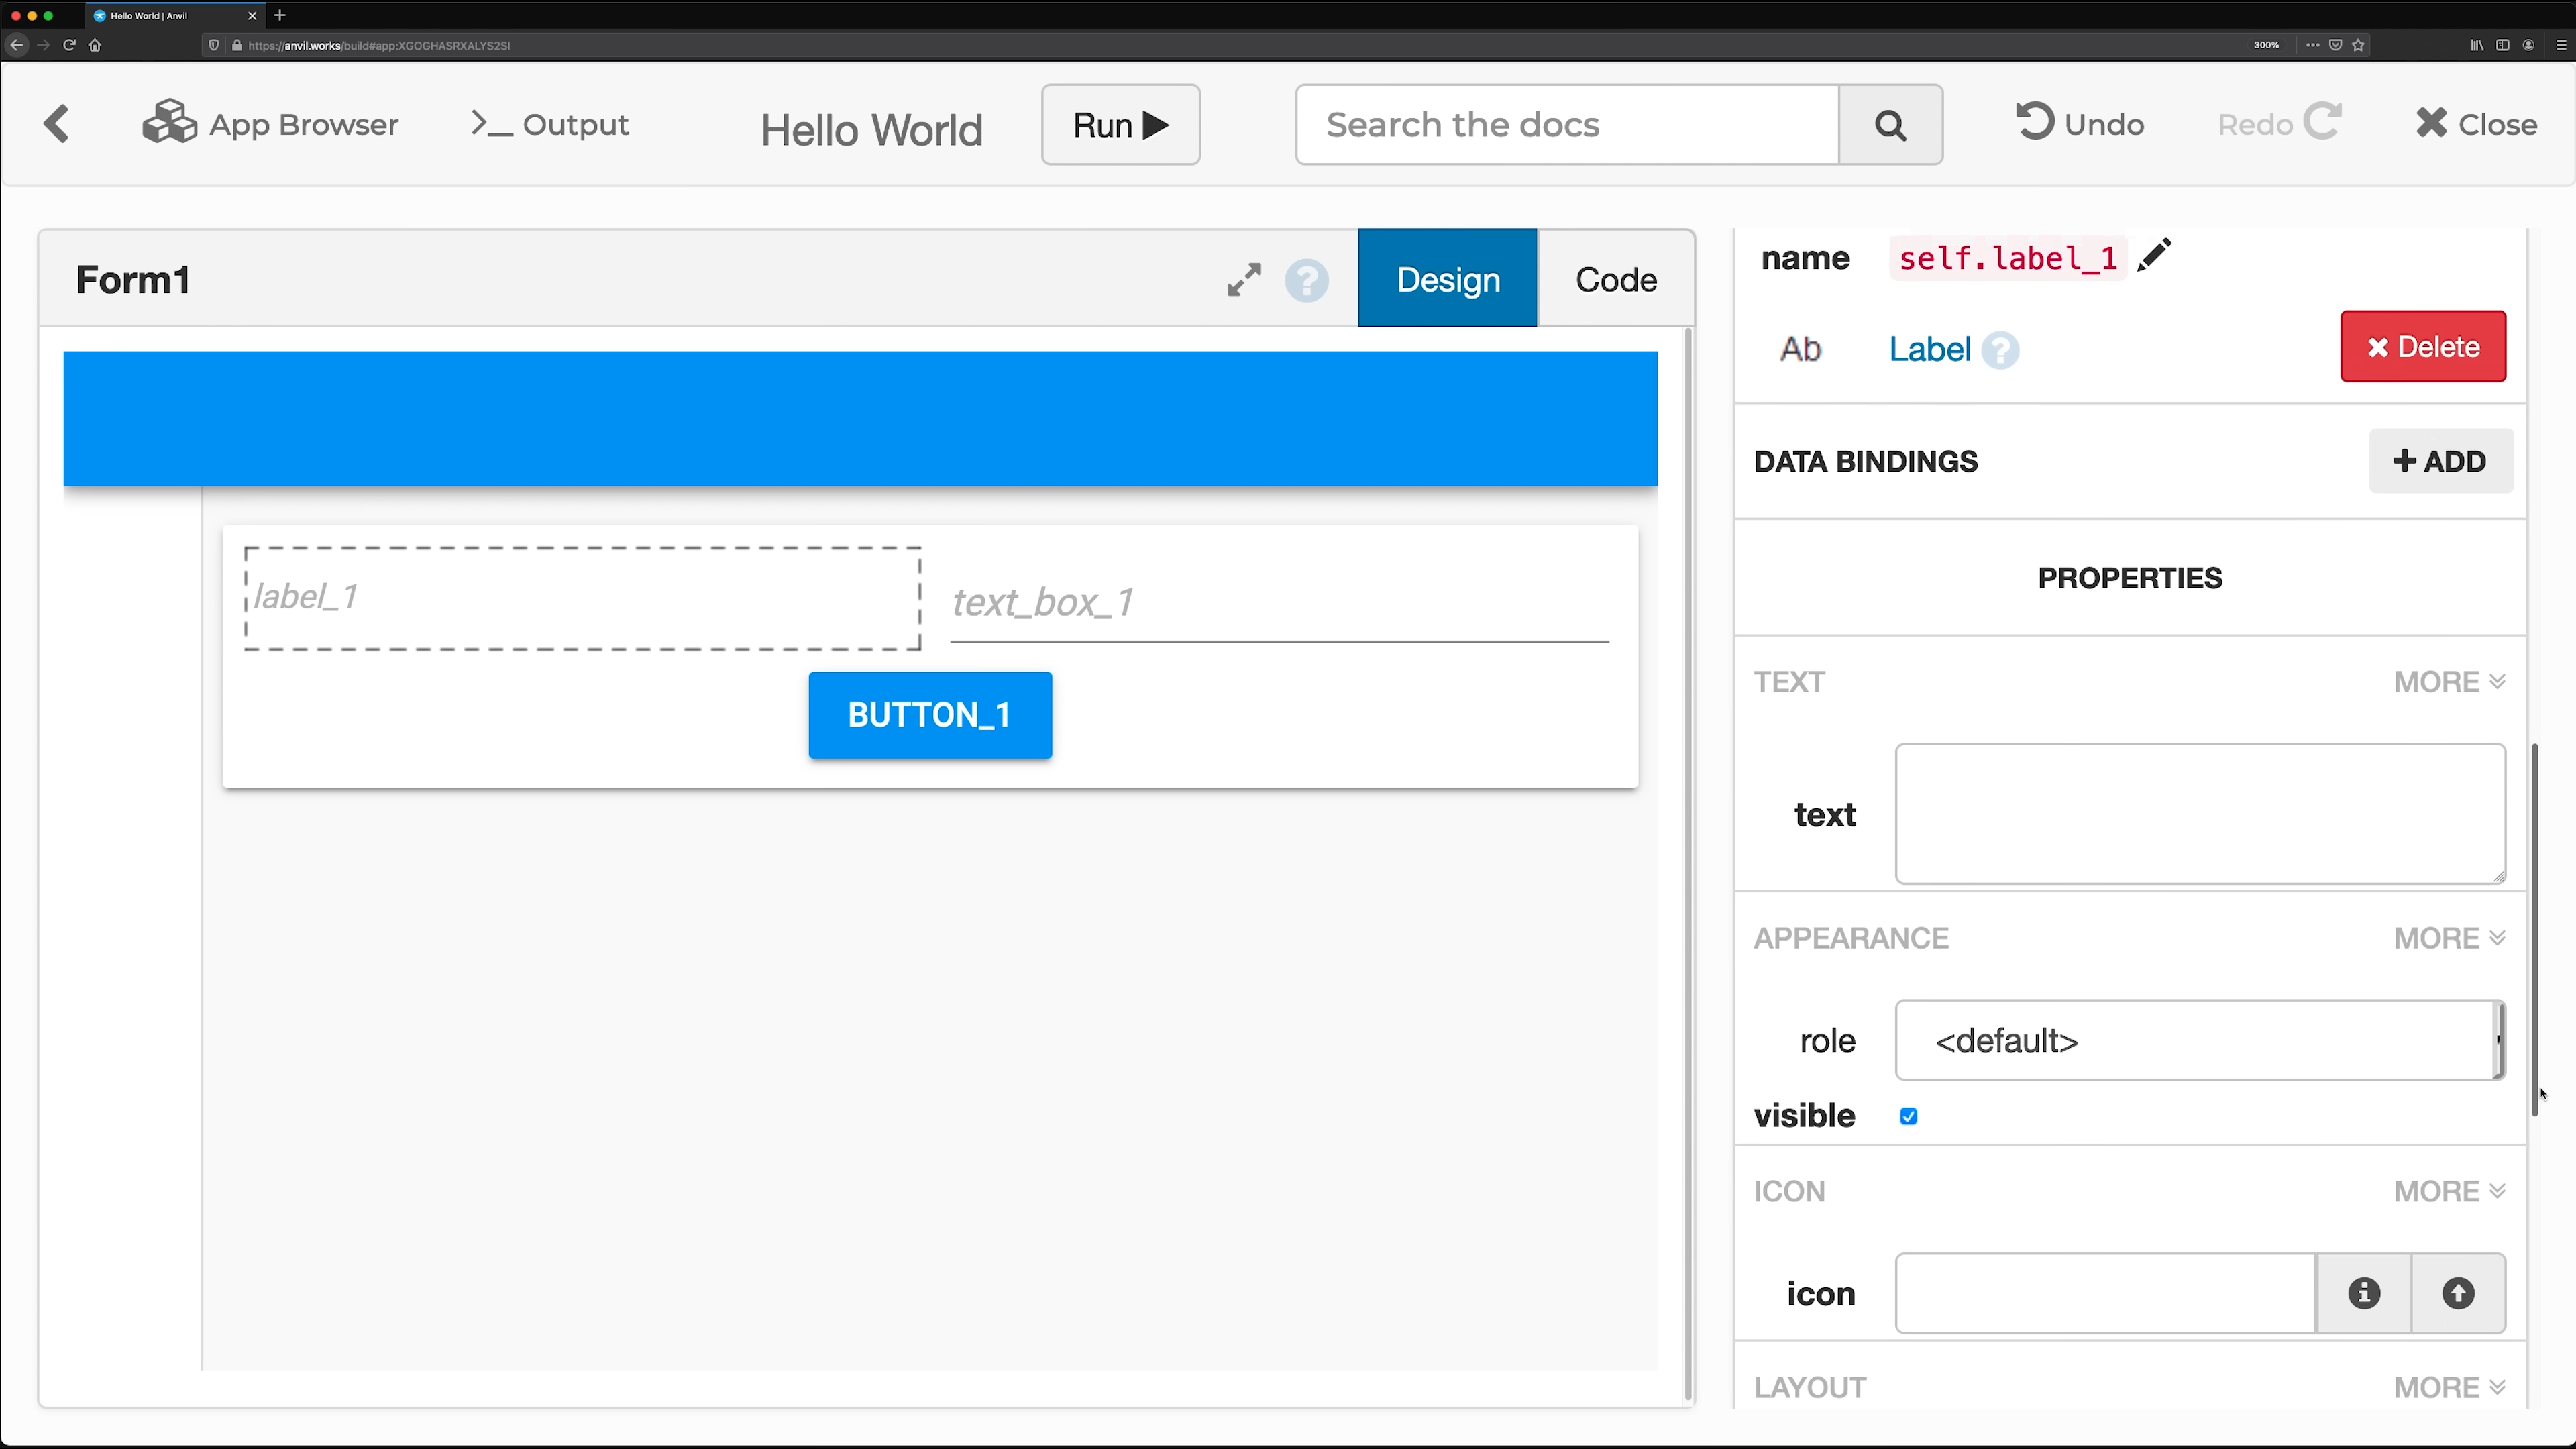 Hello World | Anvil
https://anvil.works/build#app:XGOGHASRXALYS2SI
300%
App Browser
>_ Output
Hello World
Run
Search the docs
Undo
Redo
Close
Form1
Design
Code
label_1
text_box_1
BUTTON_1
name
self.label_1
Ab
Label
Delete
DATA BINDINGS
+ ADD
PROPERTIES
TEXT
MORE
text
APPEARANCE
MORE
role
<default>
visible
ICON
MORE
icon
LAYOUT
MORE